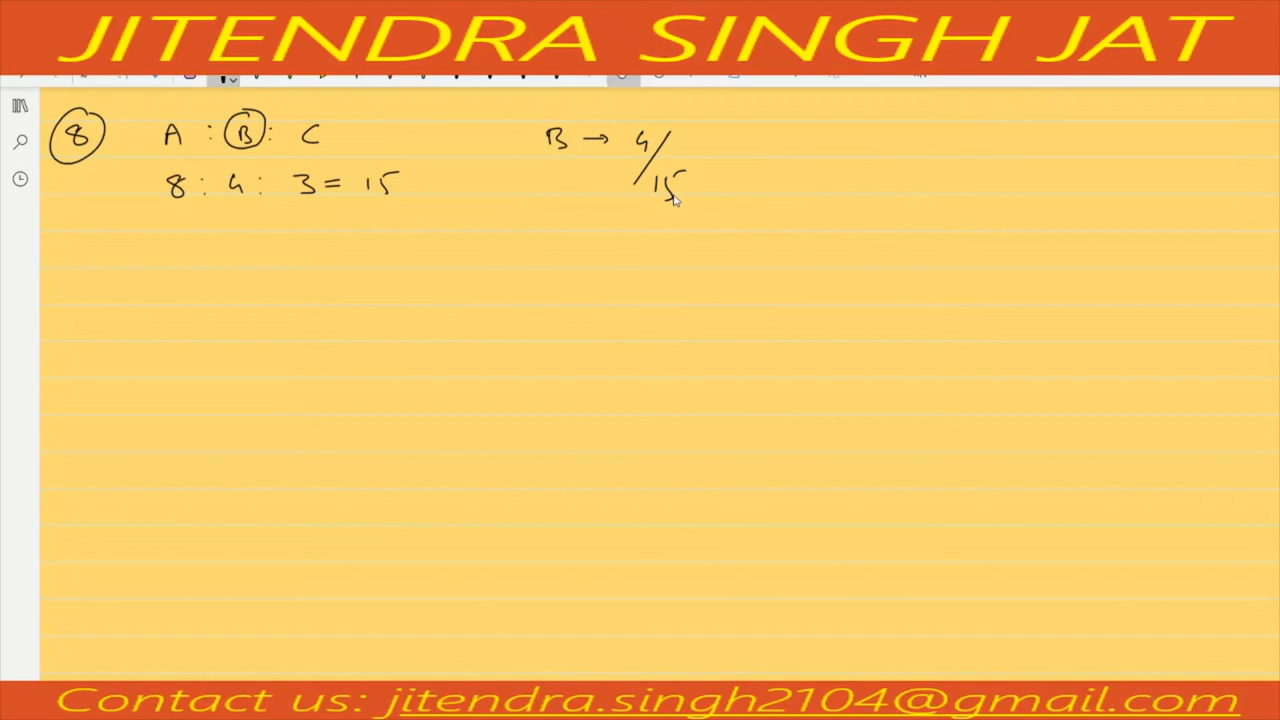 JITENDRA SINGH JAT
8 A : B : C
8 : 4 : 3 = 15
B → 4/15
Contact us: jitendra.singh2104@gmail.com